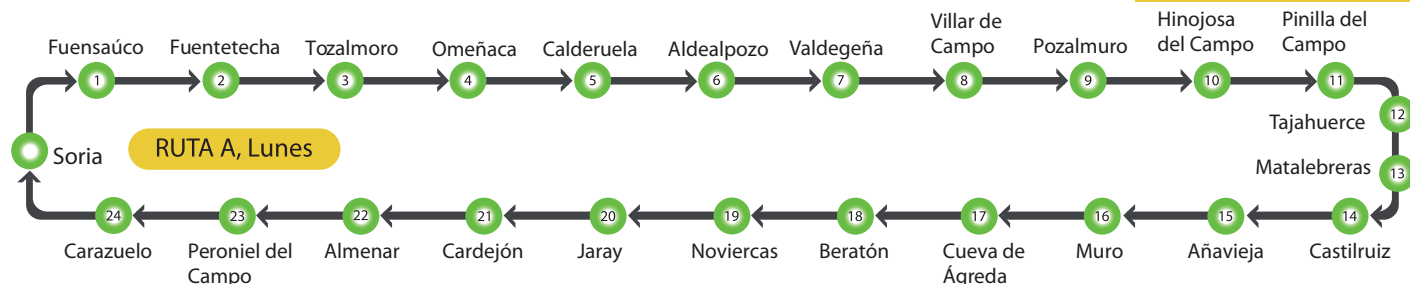 Fuensaúco
Fuentetecha
Tozalmoro
Omeñaca
Calderuela
Aldealpozo
Valdegeña
Villar de
Campo
Pozalmuro
Hinojosa
del Campo
Pinilla del
Campo
1
2
3
4
5
6
7
8
9
10
11
12
Tajahuerce
Soria
RUTA A, Lunes
Matalebreras
13
24
23
22
21
20
19
18
17
16
15
14
Carazuelo
Peroniel del
Campo
Almenar
Cardejón
Jaray
Noviercas
Beratón
Cueva de
Ágreda
Muro
Añavieja
Castilruiz